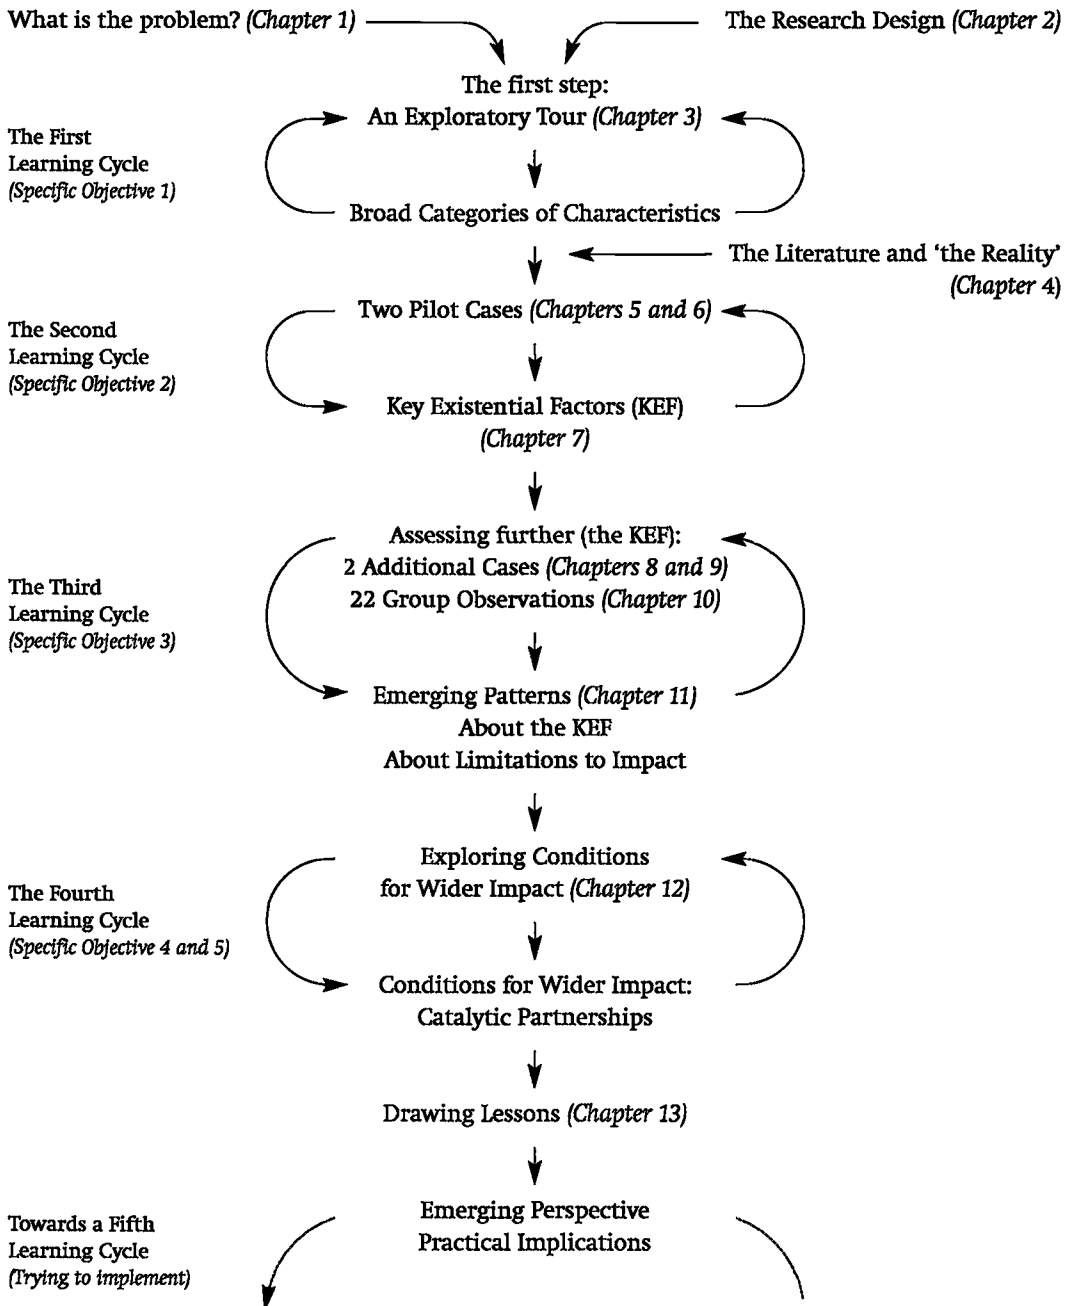 What is the problem? (Chapter 1)
The Research Design (Chapter 2)
The first step:
An Exploratory Tour (Chapter 3)
The First
Learning Cycle
(Specific Objective 1)
Broad Categories of Characteristics
The Literature and ‘the Reality’
(Chapter 4)
Two Pilot Cases (Chapters 5 and 6)
The Second
Learning Cycle
(Specific Objective 2)
Key Existential Factors (KEF)
(Chapter 7)
Assessing further (the KEF):
2 Additional Cases (Chapters 8 and 9)
22 Group Observations (Chapter 10)
The Third
Learning Cycle
(Specific Objective 3)
Emerging Patterns (Chapter 11)
About the KEF
About Limitations to Impact
Exploring Conditions
for Wider Impact (Chapter 12)
The Fourth
Learning Cycle
(Specific Objective 4 and 5)
Conditions for Wider Impact:
Catalytic Partnerships
Drawing Lessons (Chapter 13)
Emerging Perspective
Practical Implications
Towards a Fifth
Learning Cycle
(Trying to implement)